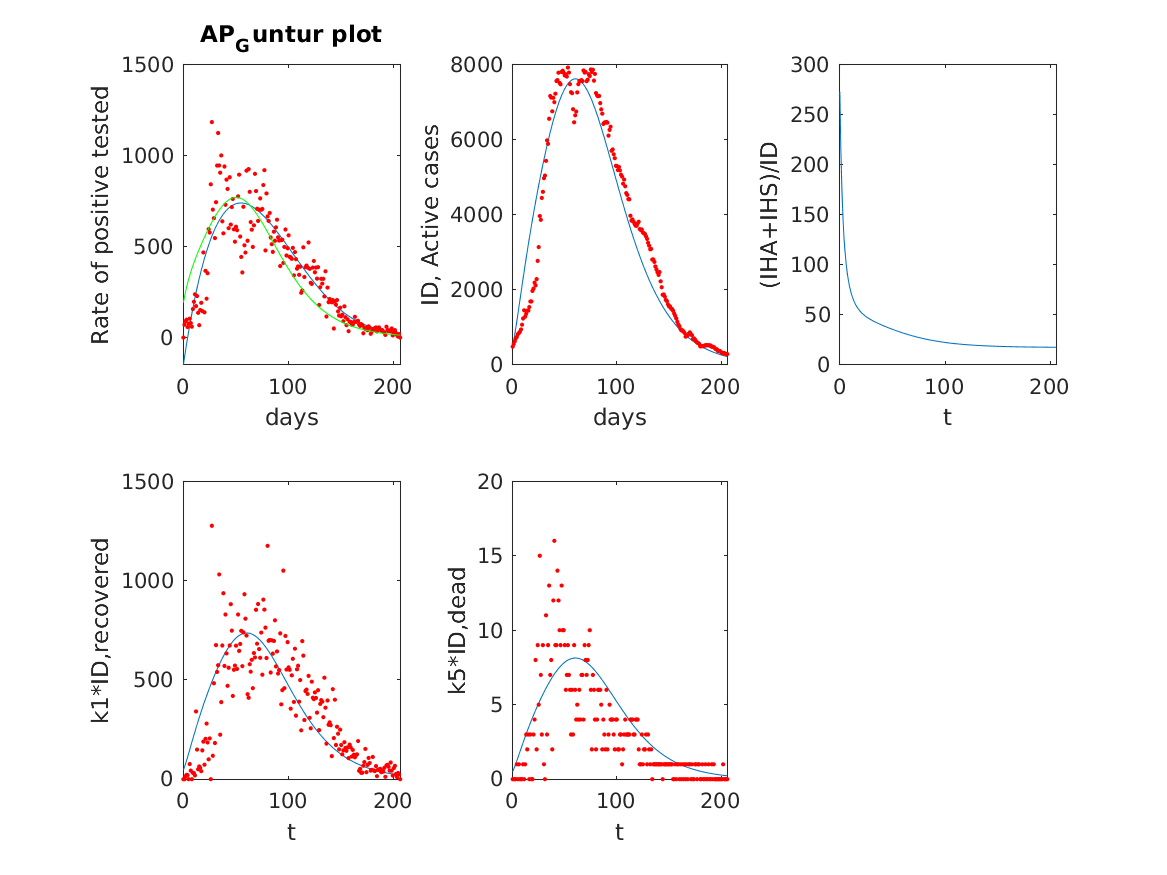 AP_Guntur plot
1500
1000
500
0
Rate of positive tested
0 100 200
days
8000
6000
4000
2000
0
ID, Active cases
0 100 200
days
300
250
200
150
100
50
0
(IHA+IHS)/ID
0 100 200
t
1500
1000
500
0
k1*ID,recovered
0 100 200
t
20
15
10
5
0
k5*ID,dead
0 100 200
t